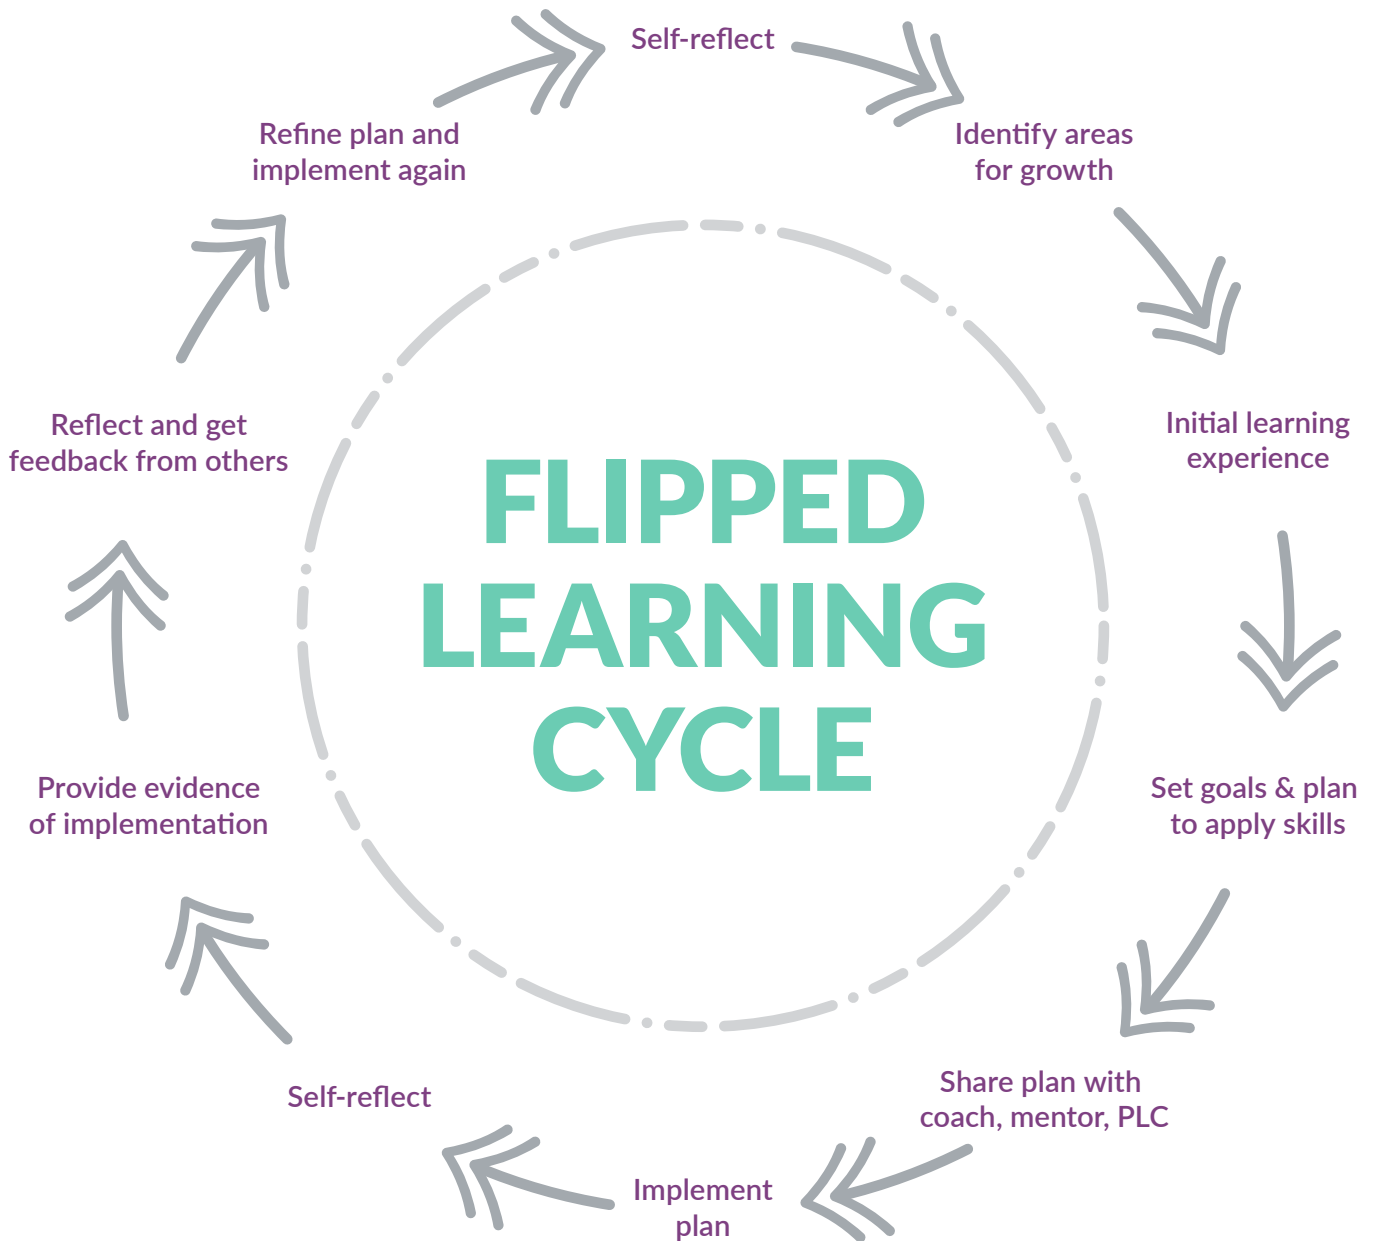 Self-reflect
Identify areas
for growth
Initial learning
experience
Set goals & plan
to apply skills
Share plan with
coach, mentor, PLC
Implement
plan
Self-reflect
Provide evidence
of implementation
Reflect and get
feedback from others
Refine plan and
implement again
FLIPPED
LEARNING
CYCLE